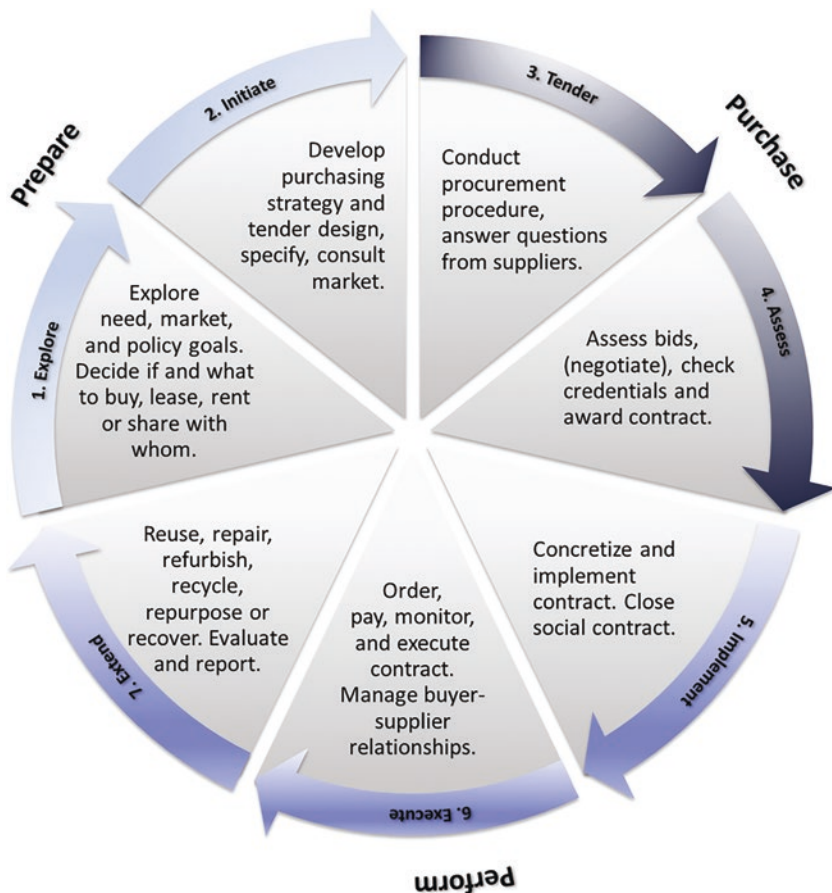 Prepare
1. Explore
Explore
need, market,
and policy goals.
Decide if and what
to buy, lease, rent
or share with
whom.
2. Initiate
Develop
purchasing
strategy and
tender design,
specify, consult
market.
Purchase
3. Tender
Conduct
procurement
procedure,
answer questions
from suppliers.
4. Assess
Assess bids,
(negotiate), check
credentials and
award contract.
Perform
5. Implement
Concretize and
implement
contract. Close
social contract.
6. Execute
Order,
pay, monitor,
and execute
contract.
Manage buyer-
supplier
relationships.
7. Extend
Reuse, repair,
refurbish,
recycle,
repurpose or
recover. Evaluate
and report.